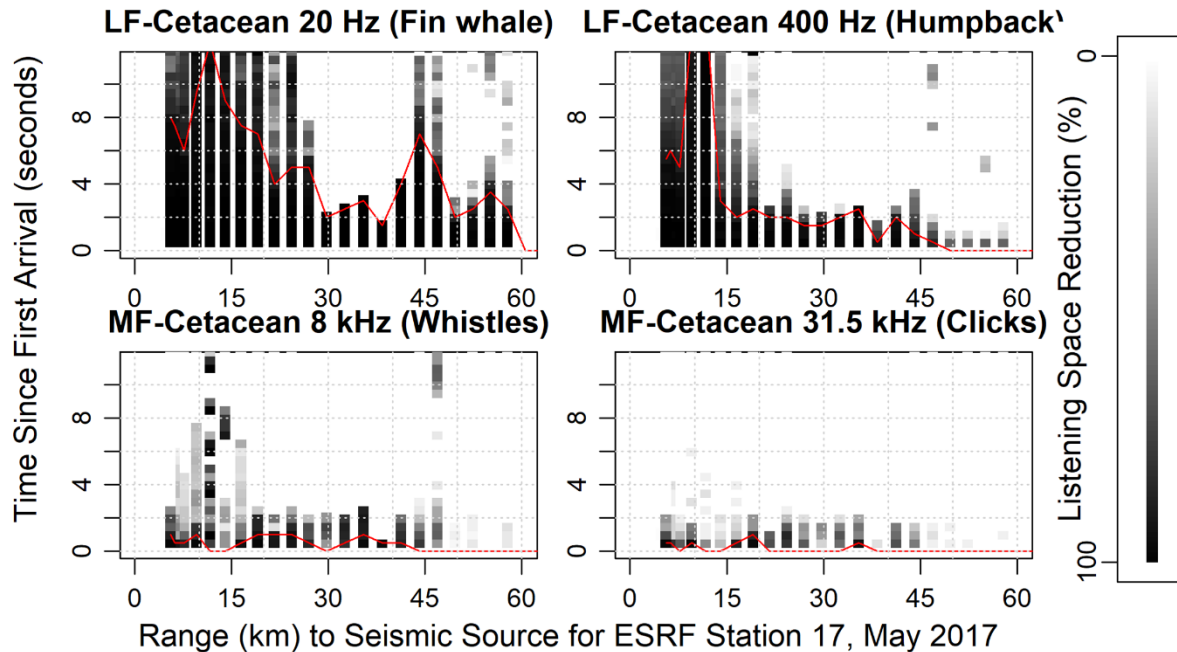 LF-Cetacean 20 Hz (Fin whale)
LF-Cetacean 400 Hz (Humpback
Time Since First Arrival (seconds)
8
4
0
0 15 30 45 60
8
4
0
0 15 30 45 60
MF-Cetacean 8 kHz (Whistles)
MF-Cetacean 31.5 kHz (Clicks)
8
4
0
0 15 30 45 60
8
4
0
0 15 30 45 60
Range (km) to Seismic Source for ESRF Station 17, May 2017
Listening Space Reduction (%)
0
100